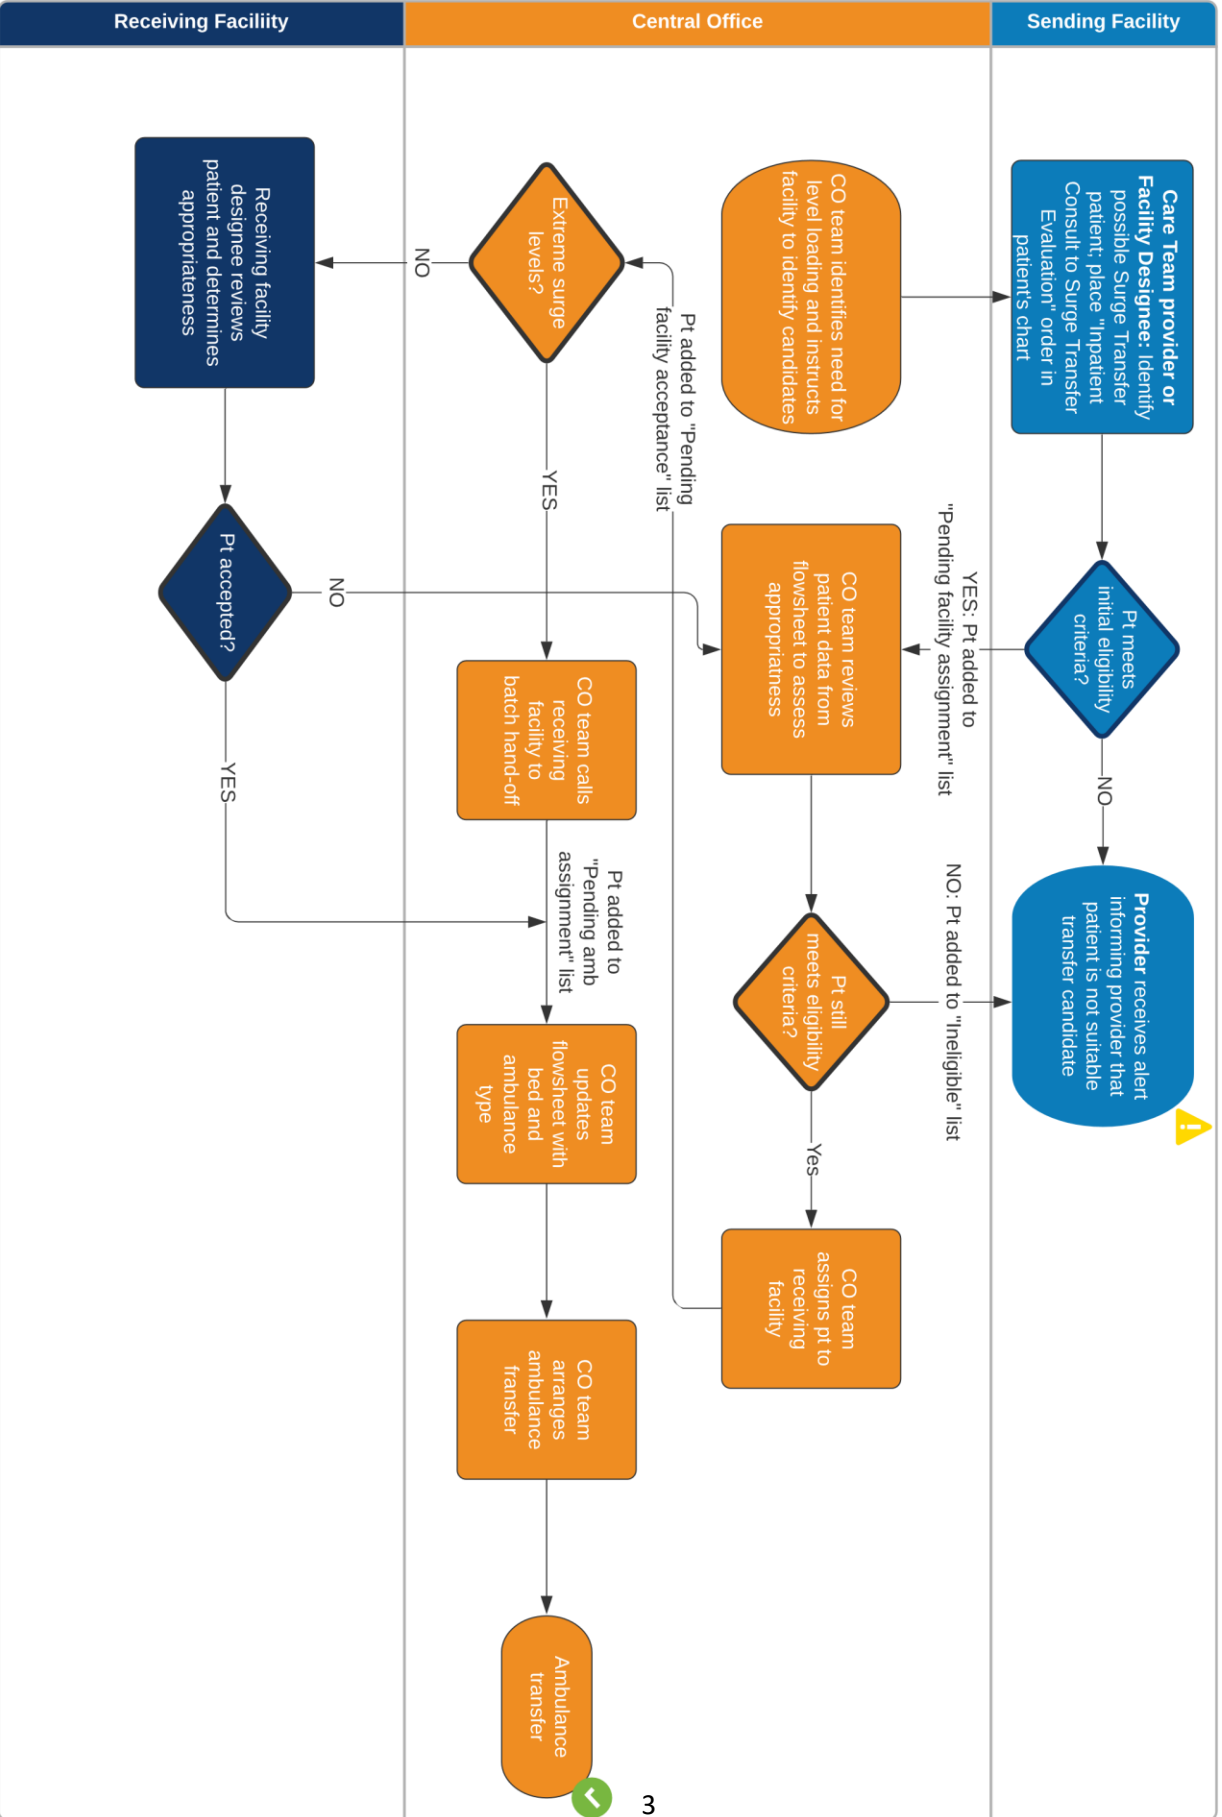 Receiving Faciliity
Central Office
Sending Facility
Care Team provider or
Facility Designee: Identify
possible Surge Transfer
patient; place "Inpatient
Consult to Surge Transfer
Evaluation" order in
patient's chart
Pt meets
initial eligibility
criteria?
NO
Provider receives alert
informing provider that
patient is not suitable
transfer candidate
YES: Pt added to
"Pending facility assignment" list
NO: Pt added to "Ineligible" list
CO team identifies need for
level loading and instructs
facility to identify candidates
CO team reviews
patient data from
flowsheet to assess
appropriatness
Pt still
meets eligibility
criteria?
Yes
CO team
assigns pt to
receiving
facility
Pt added to "Pending
facility acceptance" list
Extreme surge
levels?
YES
CO team calls
receiving
facility to
batch hand-off
Pt added to
"Pending amb
assignment" list
CO team
updates
flowsheet with
bed and
ambulance
type
CO team
arranges
ambulance
transfer
Ambulance
transfer
NO
Receiving facility
designee reviews
patient and determines
appropriateness
Pt accepted?
NO
YES
3